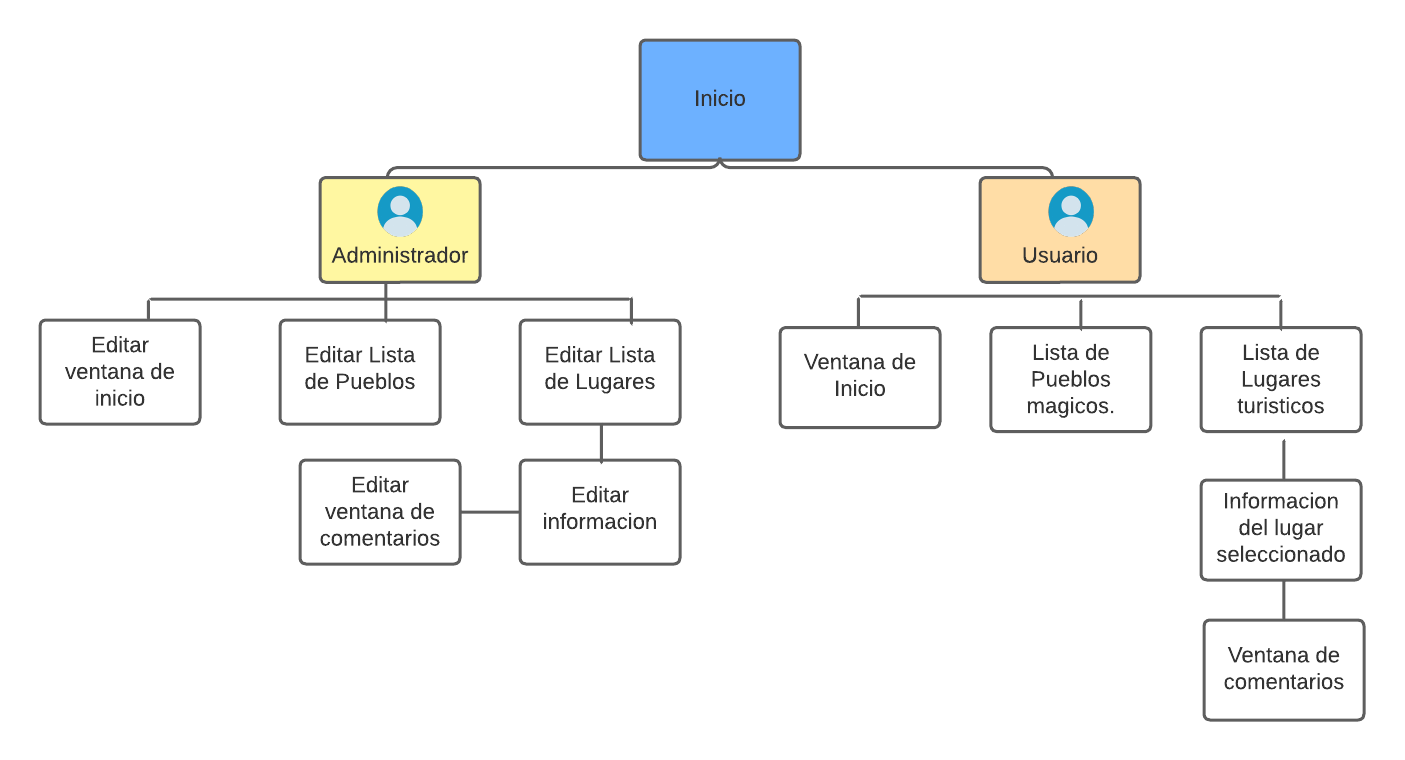 Inicio
Administrador
Usuario
Editar
ventana de
inicio
Editar Lista
de Pueblos
Editar Lista
de Lugares
Ventana de
Inicio
Lista de
Pueblos
magicos.
Lista de
Lugares
turisticos
Editar
ventana de
comentarios
Editar
informacion
Informacion
del lugar
seleccionado
Ventana de
comentarios